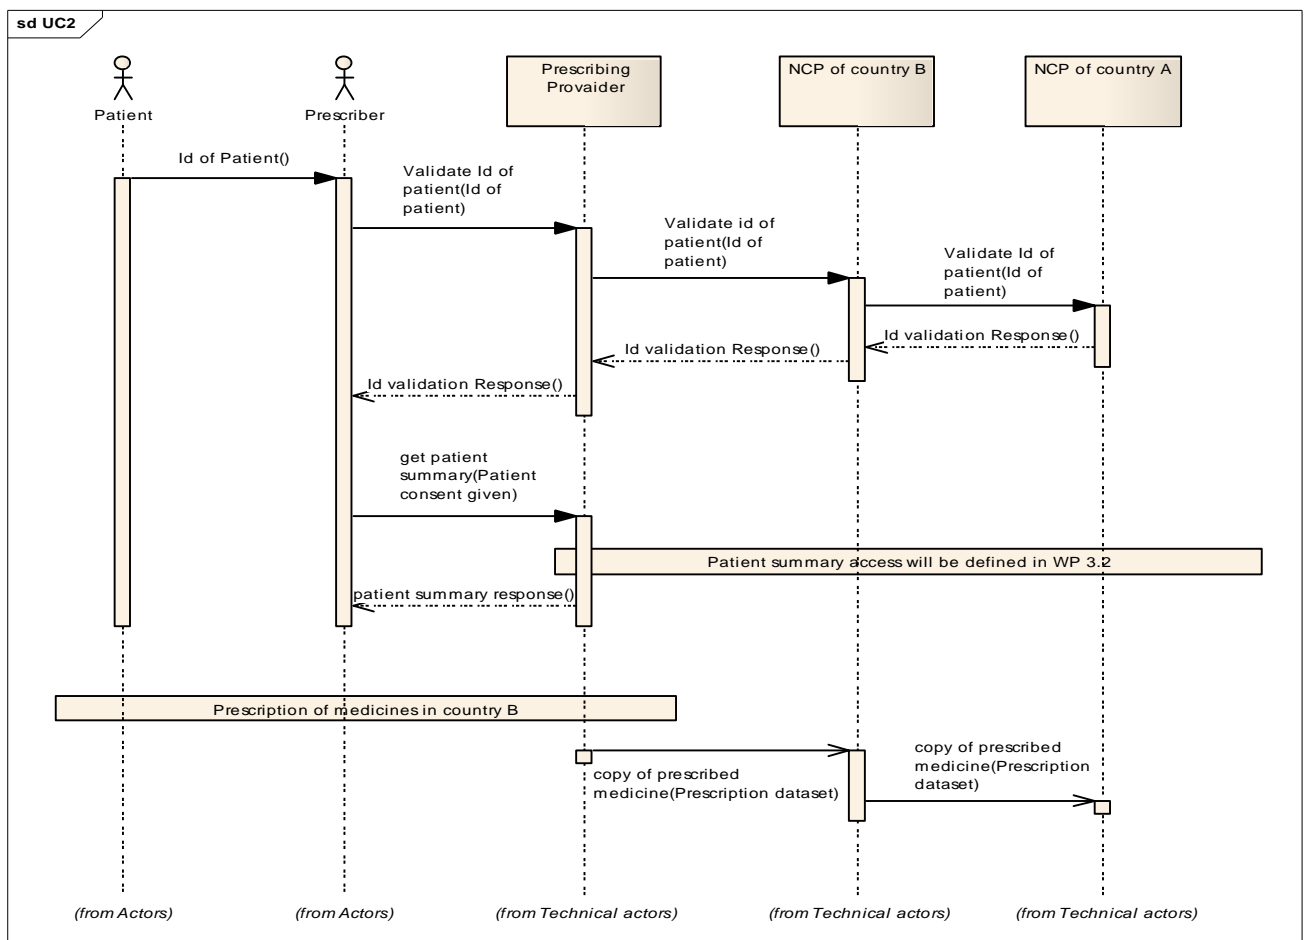 sd UC2
Patient
Prescriber
Prescribing
Provaider
NCP of country B
NCP of country A
Id of Patient()
Validate Id of
patient(Id of
patient)
Validate id of
patient(Id of
patient)
Validate Id of
patient(Id of
patient)
Id validation Response()
Id validation Response()
Id validation Response()
get patient
summary(Patient
consent given)
Patient summary access will be defined in WP 3.2
patient summary response()
Prescription of medicines in country B
copy of prescribed
medicine(Prescription dataset)
copy of prescribed
medicine(Prescription
dataset)
(from Actors)
(from Actors)
(from Technical actors)
(from Technical actors)
(from Technical actors)